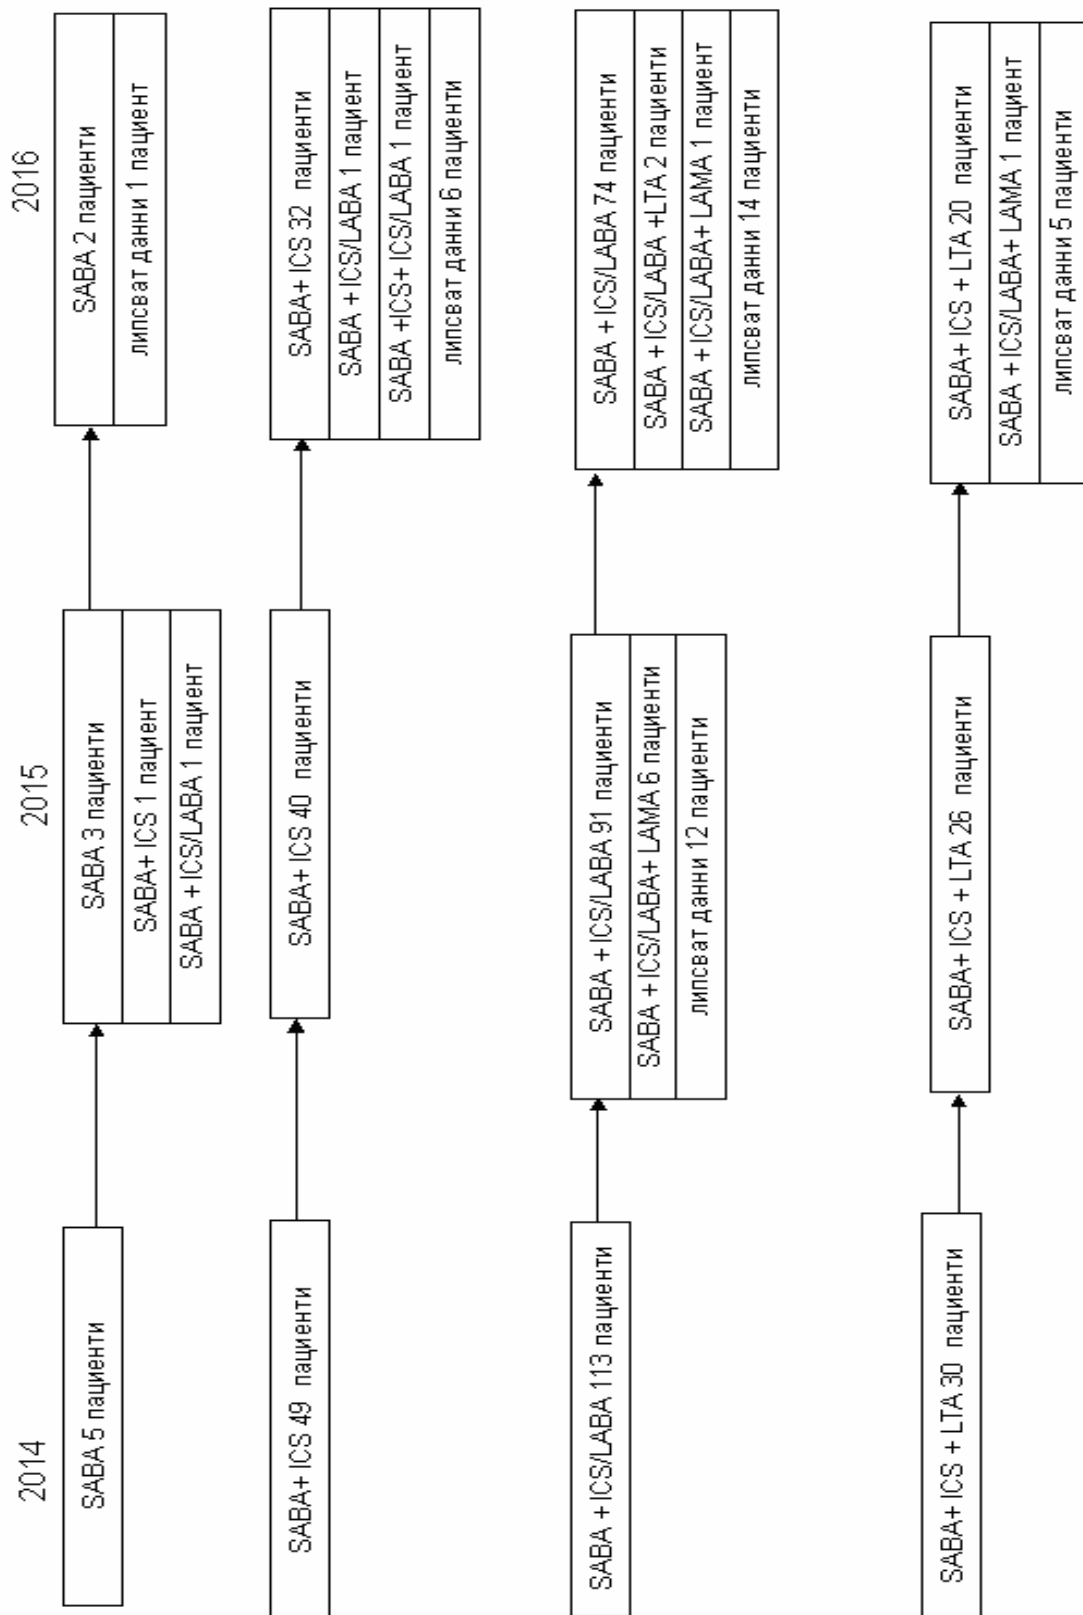 2014
2015
2016
SABA 5 пациенти
SABA 3 пациенти
SABA+ ICS 1 пациент
SABA + ICS/LABA 1 пациент
SABA 2 пациенти
липсват данни 1 пациент
SABA+ ICS 49 пациенти
SABA+ ICS 40 пациенти
SABA+ ICS 32 пациенти
SABA + ICS/LABA 1 пациент
SABA +ICS+ ICS/LABA 1 пациент
липсват данни 6 пациенти
SABA + ICS/LABA 113 пациенти
SABA + ICS/LABA 91 пациенти
SABA + ICS/LABA+ LAMA 6 пациенти
липсват данни 12 пациенти
SABA + ICS/LABA 74 пациенти
SABA + ICS/LABA +LTA 2 пациенти
SABA + ICS/LABA+ LAMA 1 пациент
липсват данни 14 пациенти
SABA+ ICS + LTA 30 пациенти
SABA+ ICS + LTA 26 пациенти
SABA+ ICS + LTA 20 пациенти
SABA + ICS/LABA+ LAMA 1 пациент
липсват данни 5 пациенти